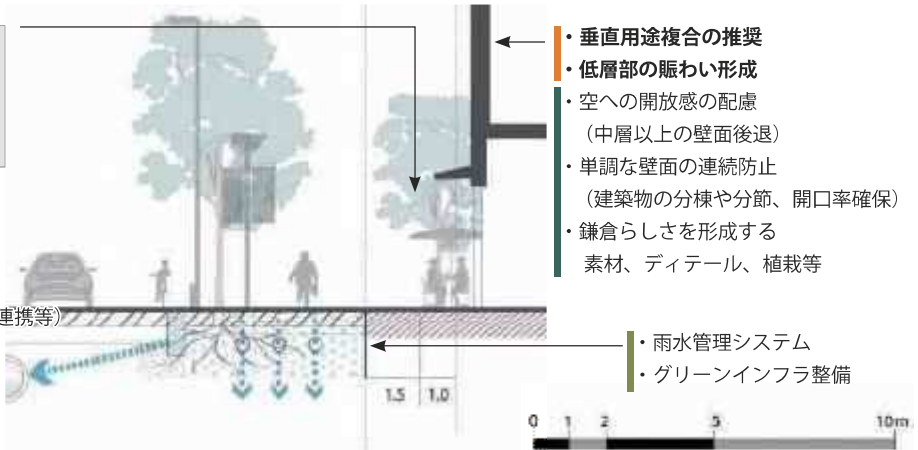 ・垂直用途複合の推奨
・低層部の賑わい形成
・空への開放感の配慮
（中層以上の壁面後退）
・単調な壁面の連続防止
（建築物の分棟や分節、開口率確保）
・鎌倉らしさを形成する
素材、ディテール、植栽等
連携等）
・雨水管理システム
・グリーンインフラ整備
1.5 1.0
0 1 2 5 10m